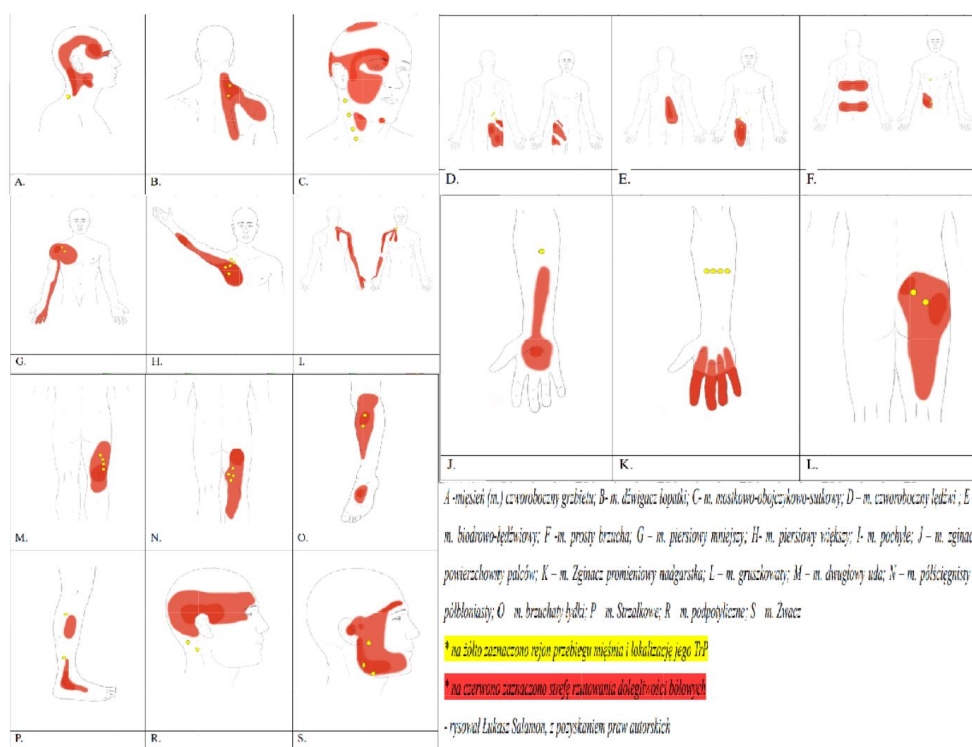 A.
B.
C.
D.
E.
F.
G.
H.
I.
J.
K.
L.
M.
N.
O.
P.
R.
S.
A -mięsień (m.) czworoboczny grzbietu; B- m. dźwigacz łopatki; C- m. mostkowo-obojczykowo-sutkowy; D – m. czworoboczny lędźwi ; E
m. biodrowo-lędźwiowy; F -m. prosty brzucha; G – m. piersiowy mniejszy; H- m. piersiowy większy; I- m. pochyłe; J – m. zginacz
powierzchowny palców; K – m. Zginacz promieniowy nadgarstka; L – m. gruszkowaty; M – m. dwugłowy uda; N – m. półścięgnisty
półbłoniasty; O m. brzuchaty łydki; P m. Strzałkowe; R m. podpotyliczne; S m. Żwacz
* na żółto zaznaczono rejon przebiegu mięśnia i lokalizację jego TrP
* na czerwono zaznaczono strefę rzutowania dolegliwości bólowych
- rysował Łukasz Salamon, z pozyskaniem praw autorskich